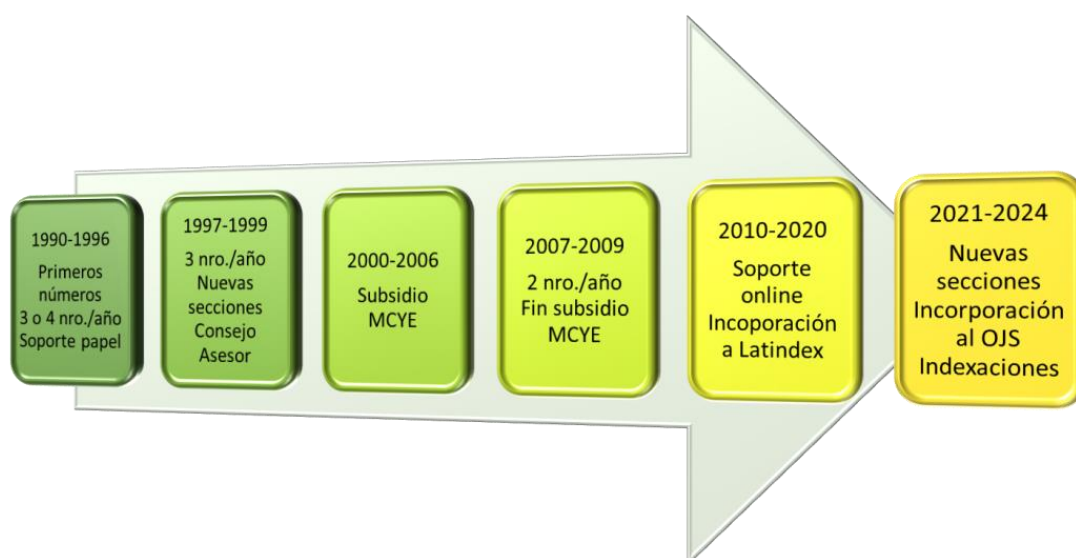 1990-1996
Primeros
números
3 o 4 nro./año
Soporte papel
1997-1999
3 nro./año
Nuevas
secciones
Consejo
Asesor
2000-2006
Subsidio
MCYE
2007-2009
2 nro./año
Fin subsidio
MCYE
2010-2020
Soporte
online
Incoporación
a Latindex
2021-2024
Nuevas
secciones
Incorporación
al OJS
Indexaciones